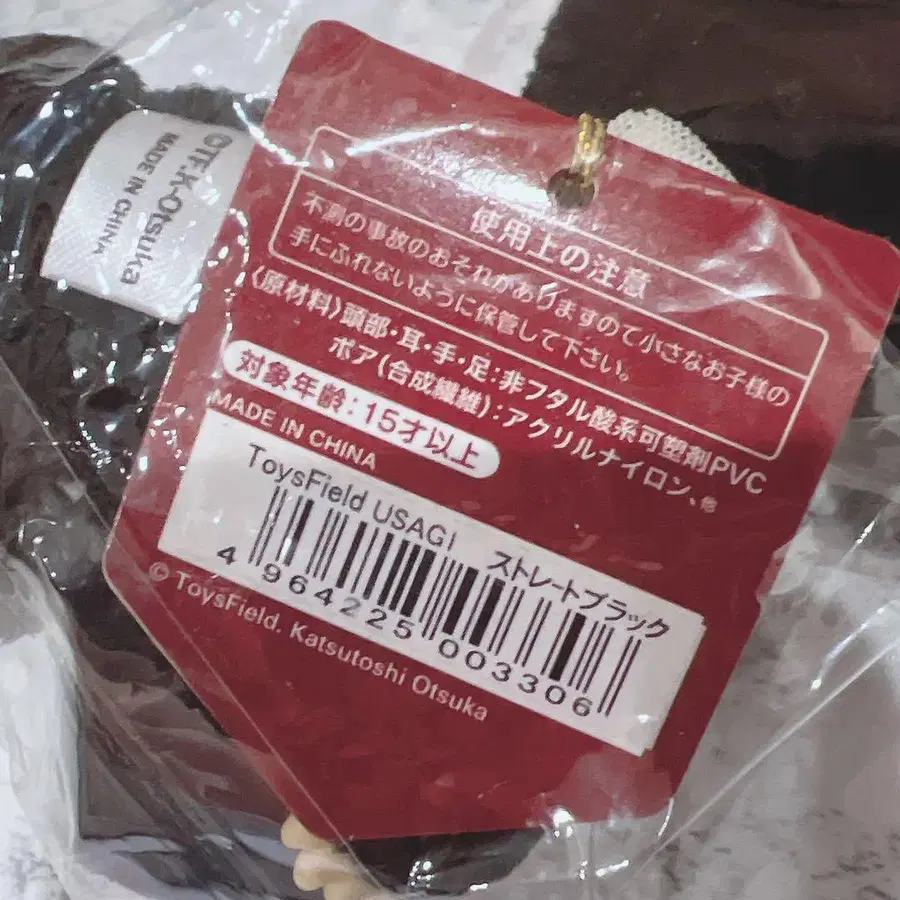 ©TF.K-Otsuka
MADE IN CHINA
使用上の注意
不測の事故のおそれがありますので小さなお子様の
手にふれないように保管して下さい。
〈原材料〉頭部・耳・手・足：非フタル酸系可塑剤PVC
ボア(合成繊維)：アクリルナイロン、他
対象年齢：15才以上
MADE IN CHINA
ToysField USAGI ストレートブラック
4 964225 003306
© ToysField. Katsutoshi Otsuka